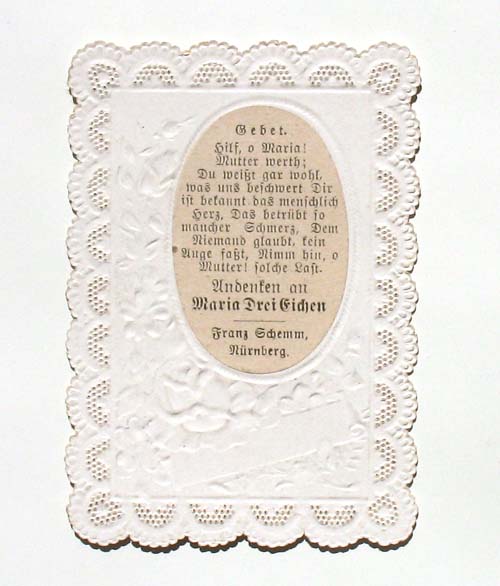 Gebet.
Hilf, o Maria!
Mutter werth;
Du weißt gar wohl,
was uns beschwert Dir
ist bekannt das menschlich
Herz, Das betrübt so
mancher Schmerz, Dem
Niemand glaubt, kein
Auge faßt, Nimm hin, o
Mutter! solche Last.
Andenken an
Maria Drei Eichen
Franz Schemm,
Nürnberg.